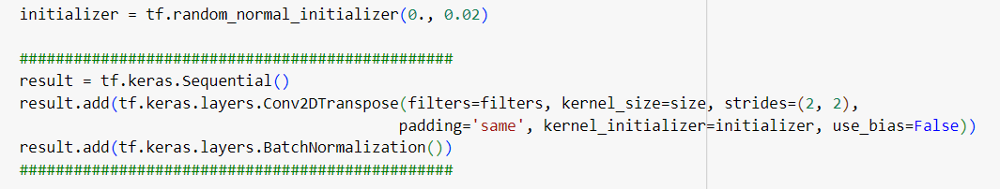 initializer = tf.random_normal_initializer(0., 0.02)
################################################
result = tf.keras.Sequential()
result.add(tf.keras.layers.Conv2DTranspose(filters=filters, kernel_size=size, strides=(2, 2),
padding='same', kernel_initializer=initializer, use_bias=False))
result.add(tf.keras.layers.BatchNormalization())
################################################